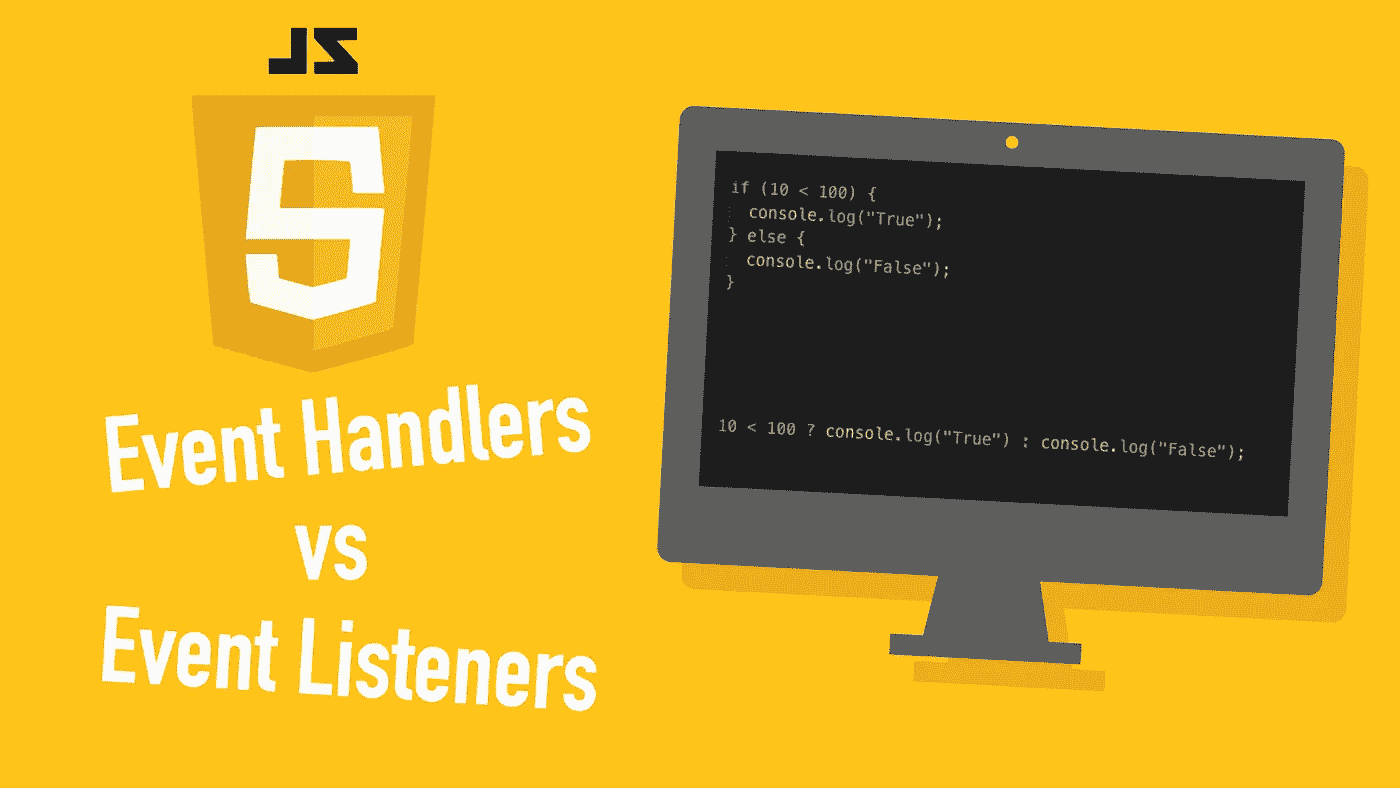 JS
5
Event Handlers
vs
Event Listeners
if (10 < 100) {
  console.log("True");
} else {
  console.log("False");
}
10 < 100 ? console.log("True") : console.log("False");